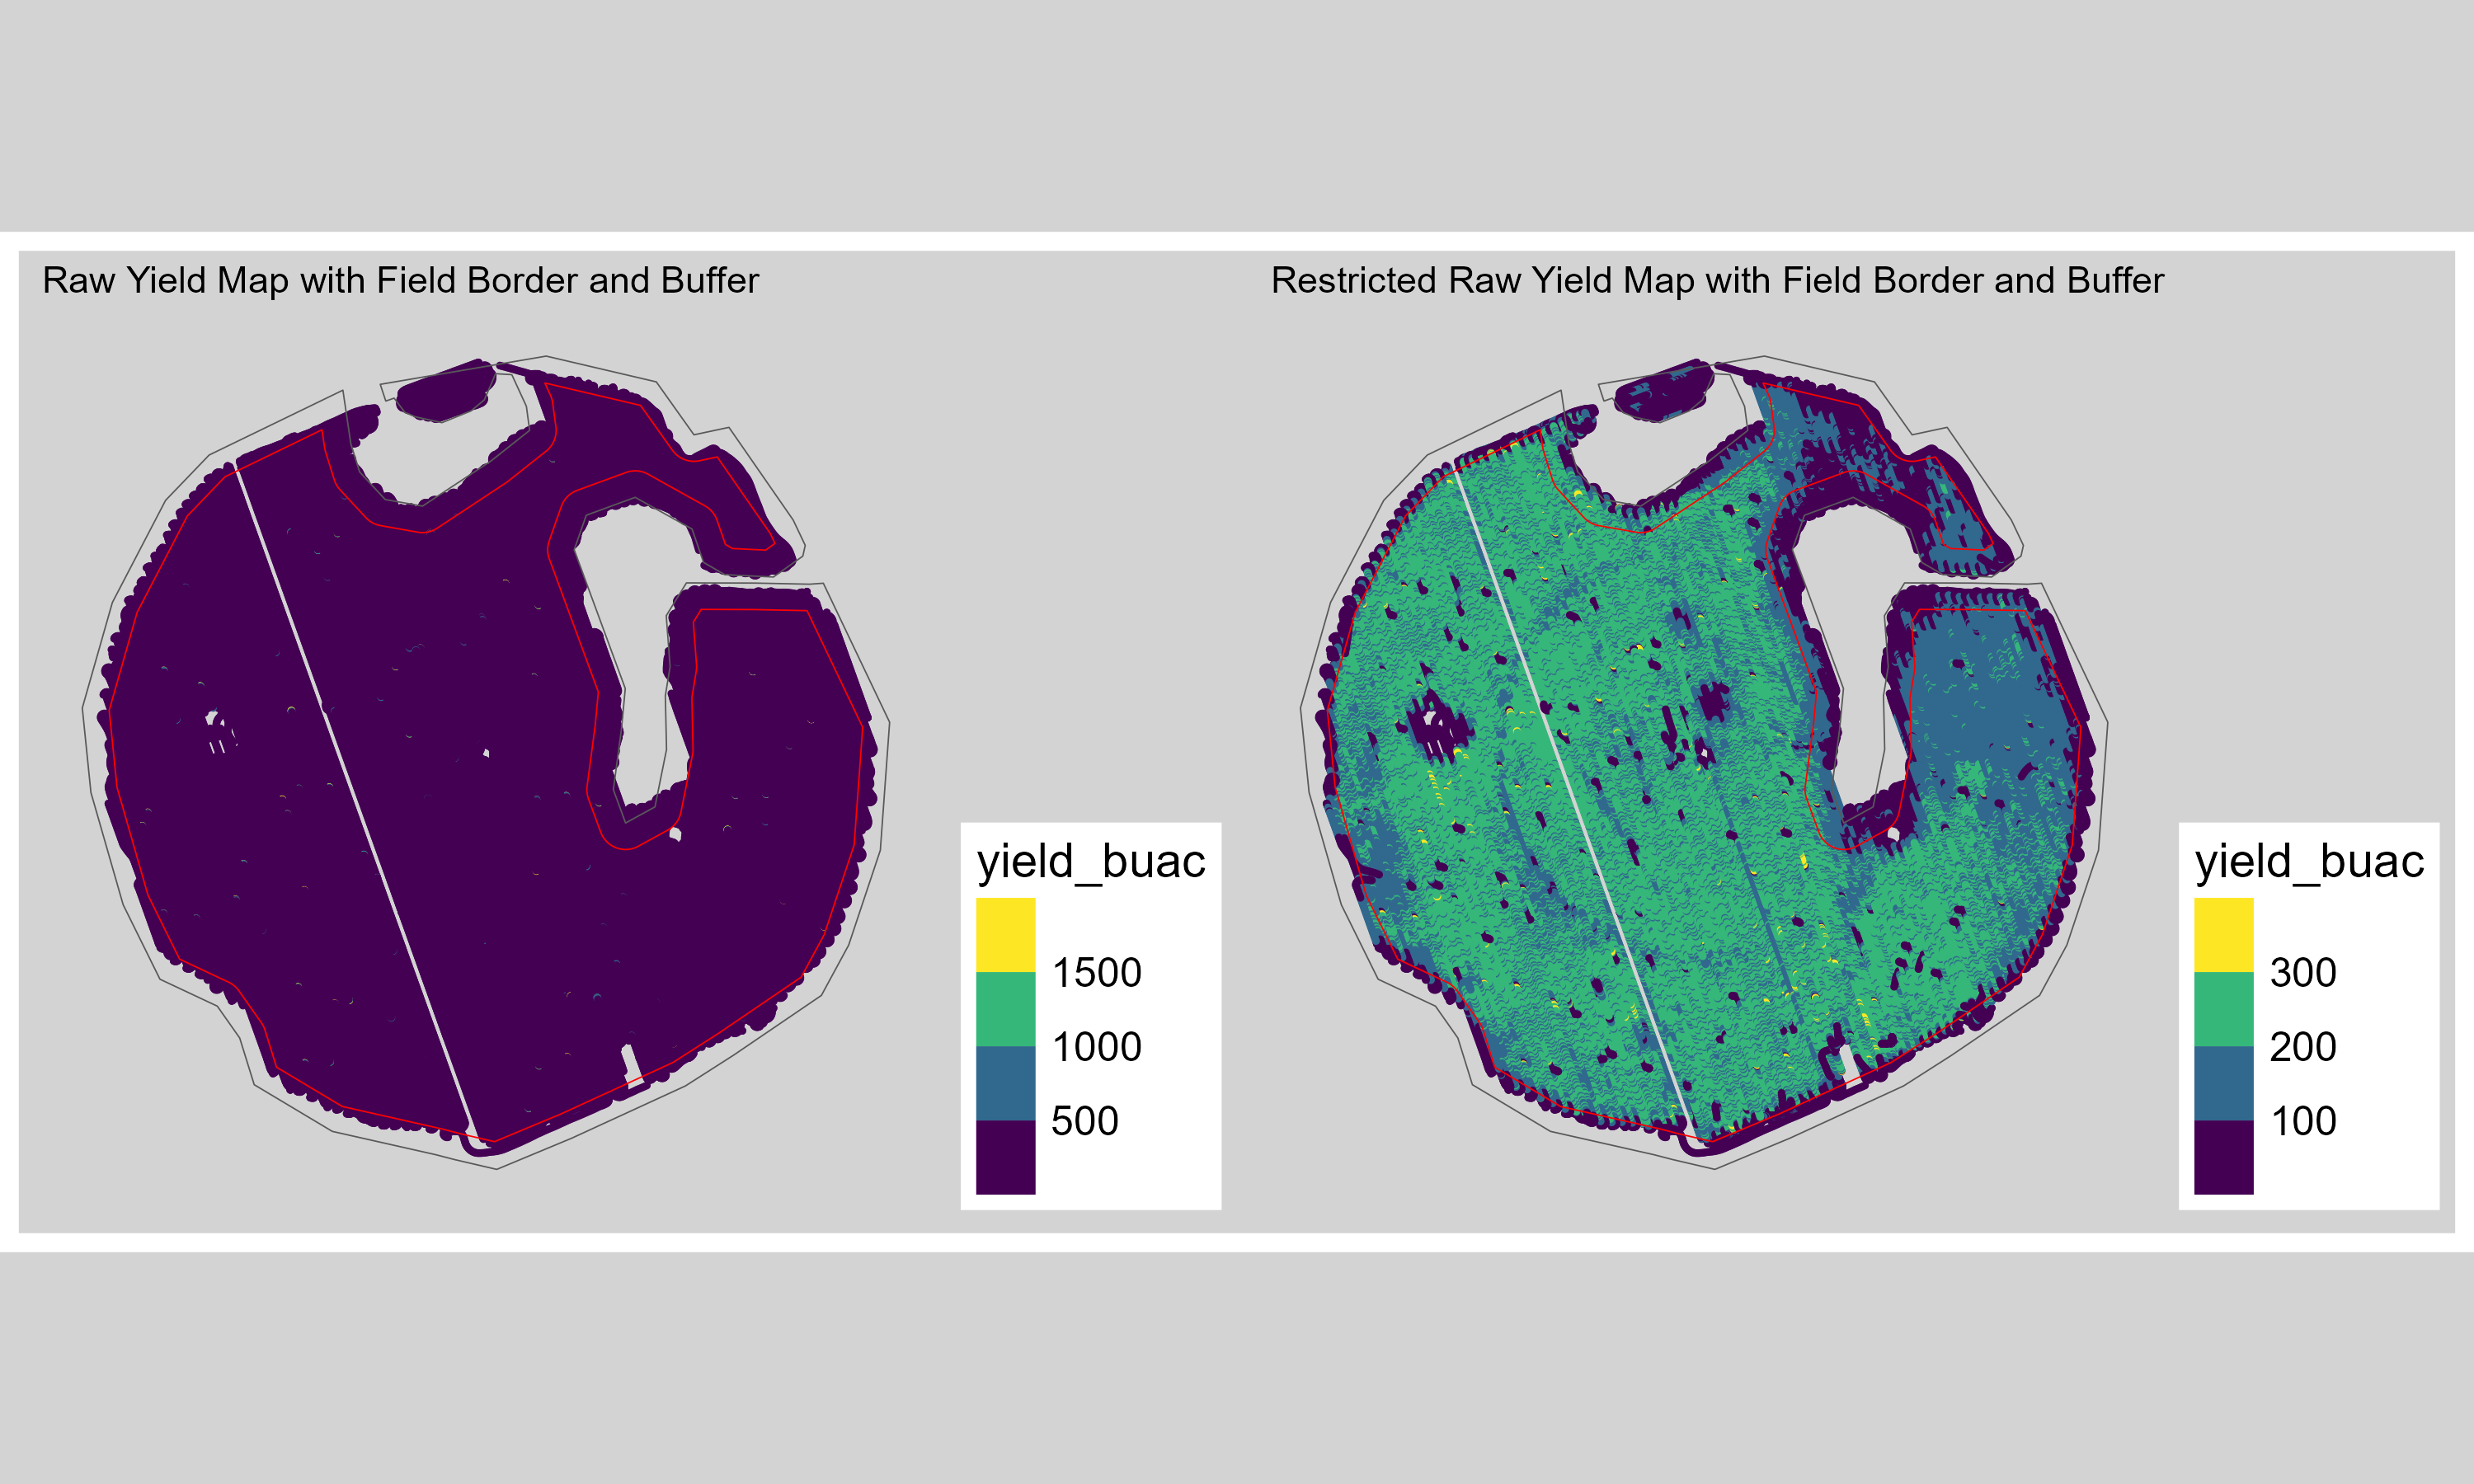 Raw Yield Map with Field Border and Buffer
Restricted Raw Yield Map with Field Border and Buffer
yield_buac
1500
1000
500
yield_buac
300
200
100